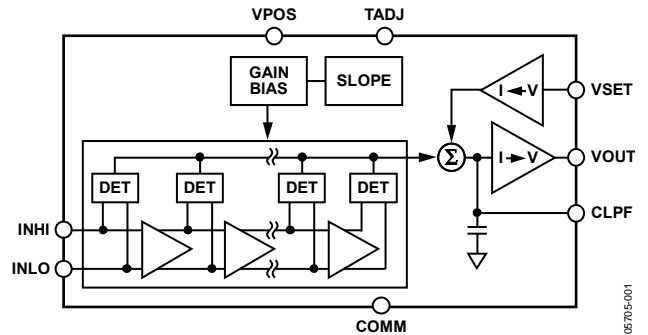 VPOS TADJ
GAIN
BIAS
SLOPE
I V
VSET
Σ
I V
VOUT
DET DET DET DET
CLPF
INHI
INLO
COMM
05705-001